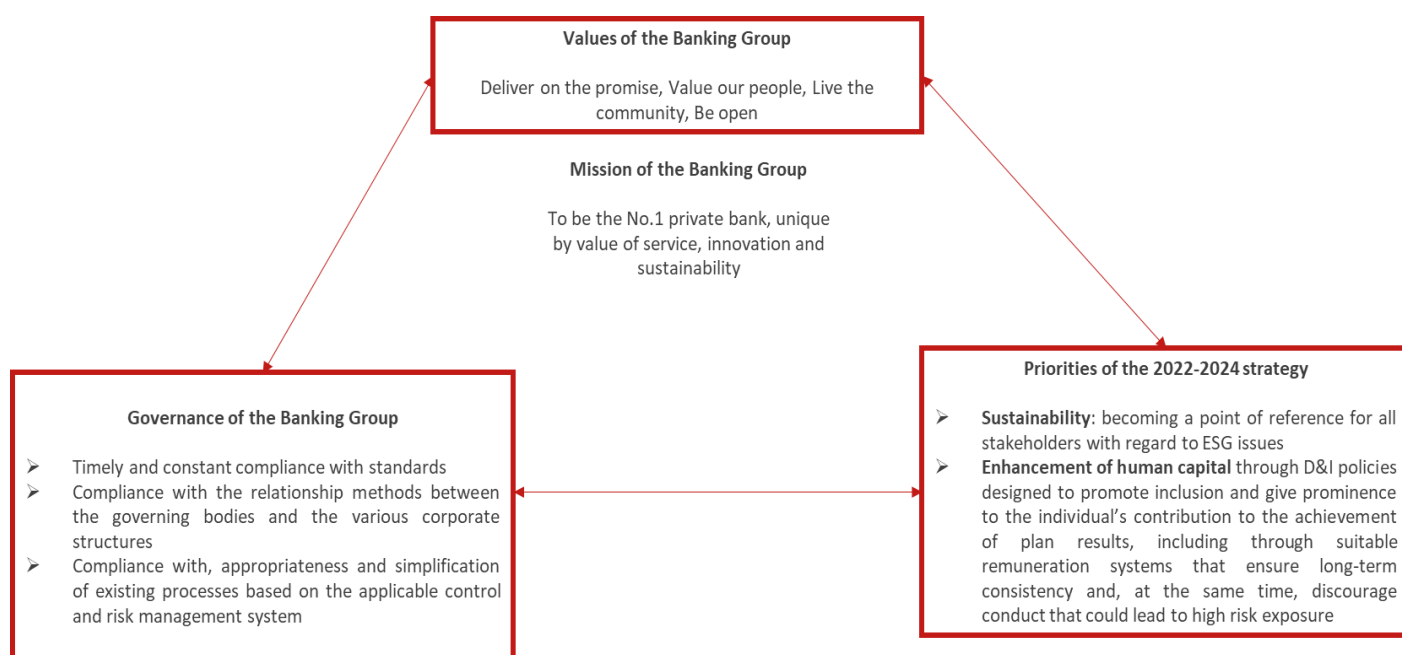 Values of the Banking Group
Deliver on the promise, Value our people, Live the
community, Be open
Mission of the Banking Group
To be the No.1 private bank, unique
by value of service, innovation and
sustainability
Governance of the Banking Group
➢ Timely and constant compliance with standards
➢ Compliance with the relationship methods between
the governing bodies and the various corporate
structures
➢ Compliance with, appropriateness and simplification
of existing processes based on the applicable control
and risk management system
Priorities of the 2022-2024 strategy
➢ Sustainability: becoming a point of reference for all
stakeholders with regard to ESG issues
➢ Enhancement of human capital through D&I policies
designed to promote inclusion and give prominence
to the individual’s contribution to the achievement
of plan results, including through suitable
remuneration systems that ensure long-term
consistency and, at the same time, discourage
conduct that could lead to high risk exposure